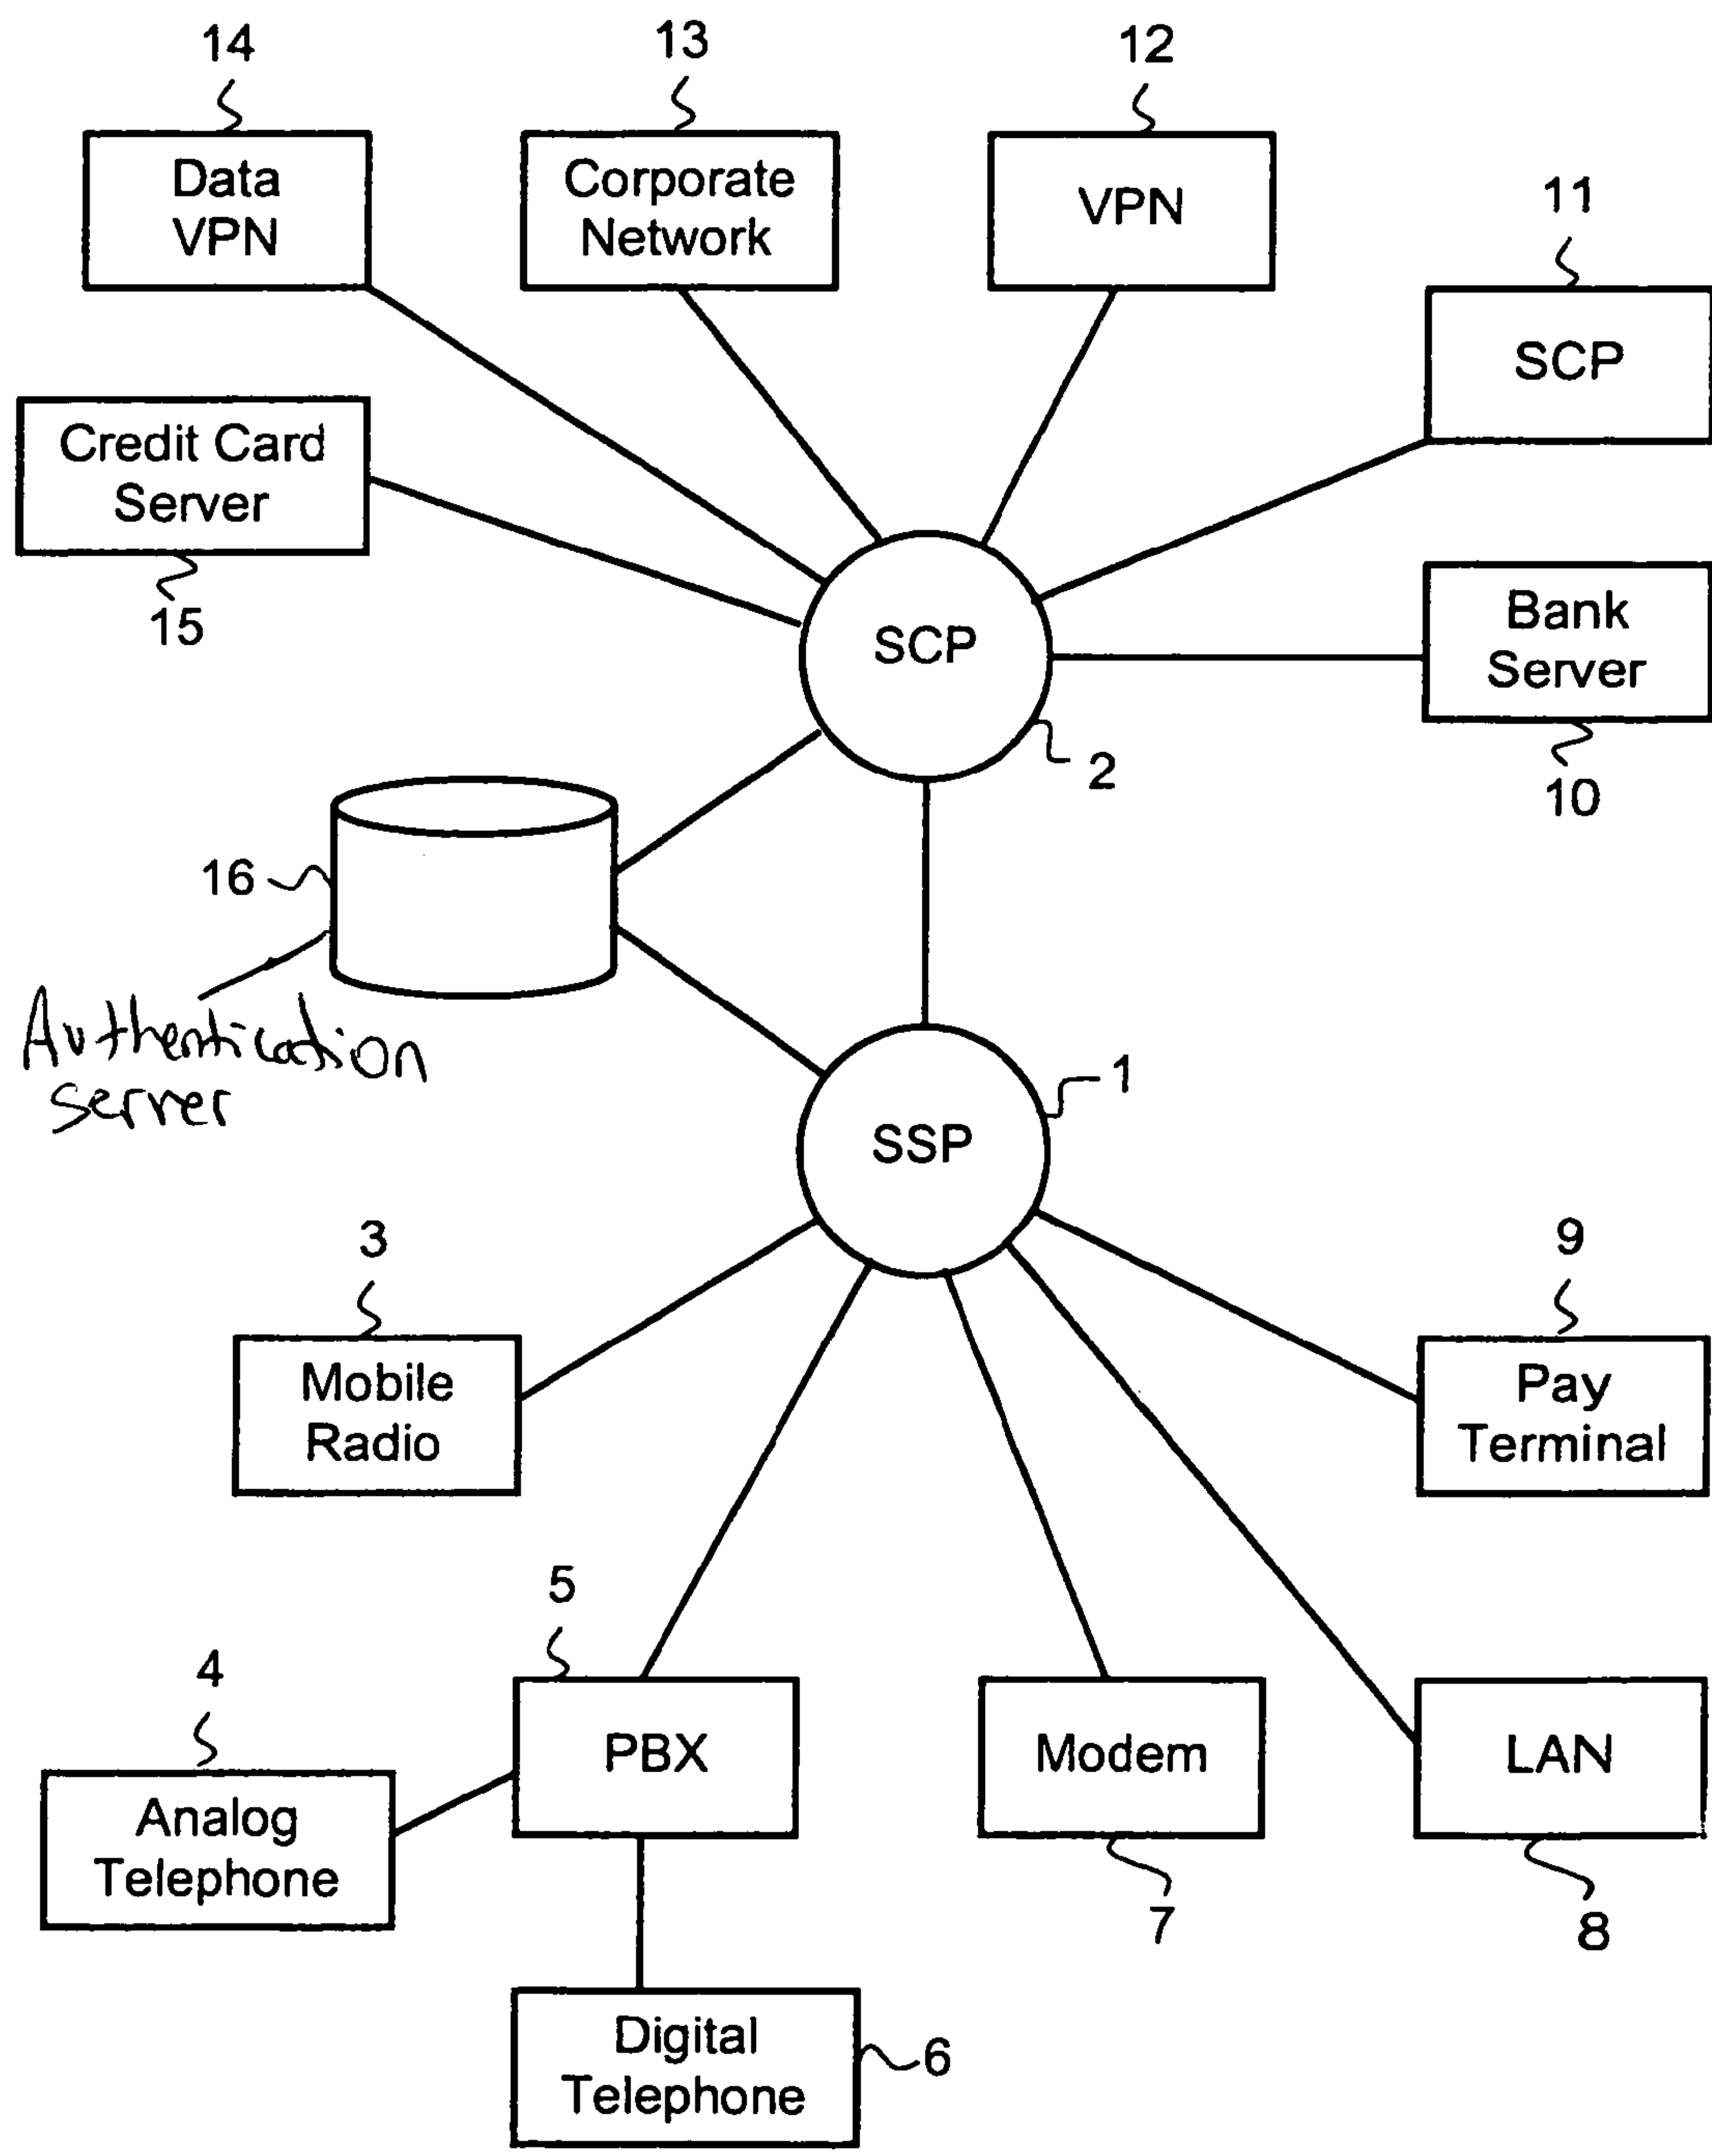 14
13
12
Data
VPN
Corporate
Network
VPN
11
SCP
Credit Card
Server
15
SCP
2
Bank
Server
10
16
Authentication
Server
1
SSP
3
Mobile
Radio
9
Pay
Terminal
5
PBX
4
Analog
Telephone
Modem
7
LAN
8
Digital
Telephone
6